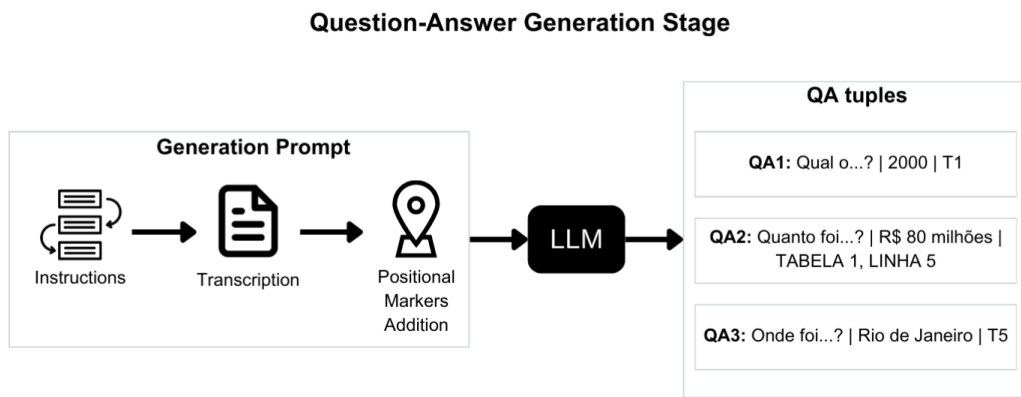 Question-Answer Generation Stage
Generation Prompt
Instructions
Transcription
Positional
Markers
Addition
LLM
QA tuples
QA1: Qual o...? | 2000 | T1
QA2: Quanto foi...? | R$ 80 milhões |
TABELA 1, LINHA 5
QA3: Onde foi...? | Rio de Janeiro | T5